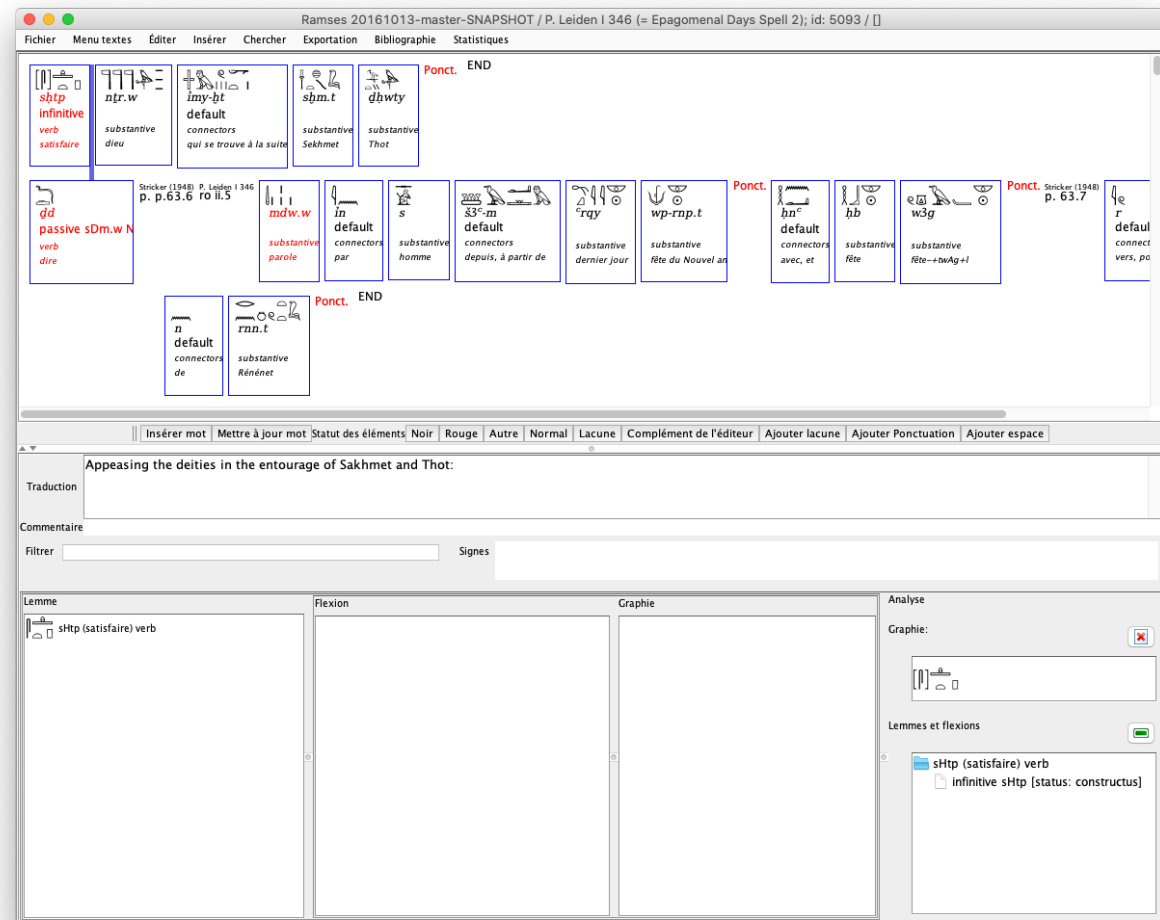 Ramses 20161013-master-SNAPSHOT / P. Leiden I 346 (= Epagomenal Days Spell 2); id: 5093 / []
Fichier Menu textes Éditer Insérer Chercher Exportation Bibliographie Statistiques
sḥtp nṯr.w ỉmy-ḫt sḫm.t ḏḥwty Ponct. END
infinitive default
verb substantive connectors substantive substantive
satisfaire dieu qui se trouve à la suite Sekhmet Thot
Stricker (1948) P. Leiden I 346 Ponct. Ponct. Stricker (1948)
p. p.63.6 ro ii.5 p. 63.7
ḏd mdw.w ỉn s š3ꜥ-m ꜥrqy wp-rnp.t ḥnꜥ ḥb w3g r
passive sDm.w N default default default defaul
verb substantive connectors substantive connectors substantive substantive connectors substantive substantive connect
dire parole par homme depuis, à partir de dernier jour fête du Nouvel an avec, et fête fête-+twAg+l vers, po
n rnn.t Ponct. END
default
connectors substantive
de Rénénet
Insérer mot Mettre à jour mot Statut des éléments Noir Rouge Autre Normal Lacune Complément de l'éditeur Ajouter lacune Ajouter Ponctuation Ajouter espace
Traduction Appeasing the deities in the entourage of Sakhmet and Thot:
Commentaire
Filtrer Signes
Lemme Flexion Graphie Analyse
sHtp (satisfaire) verb
Graphie:
Lemmes et flexions
sHtp (satisfaire) verb
infinitive sHtp [status: constructus]